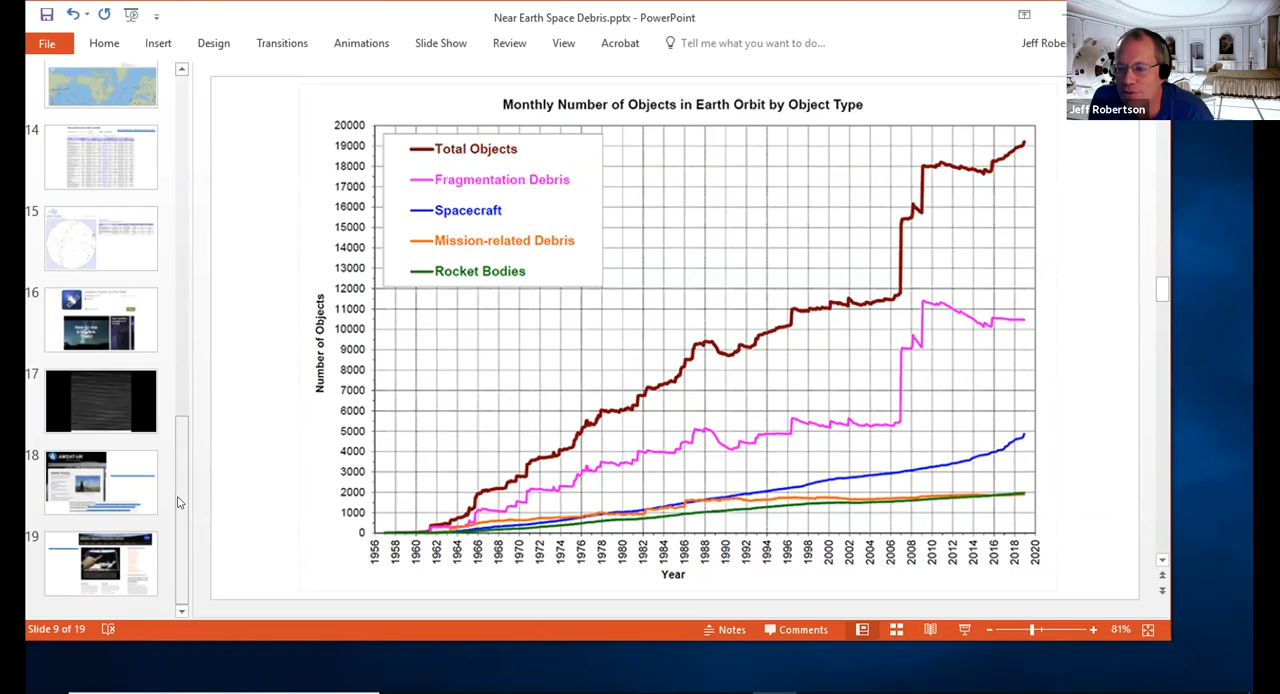 Near Earth Space Debris.pptx - PowerPoint
File Home Insert Design Transitions Animations Slide Show Review View Acrobat Tell me what you want to do... Jeff Robe
Jeff Robertson
14
15
16
17
18
19
Monthly Number of Objects in Earth Orbit by Object Type
20000
19000
18000
17000
16000
15000
14000
13000
12000
11000
10000
9000
8000
7000
6000
5000
4000
3000
2000
1000
0
Number of Objects
Total Objects
Fragmentation Debris
Spacecraft
Mission-related Debris
Rocket Bodies
1956 1958 1960 1962 1964 1966 1968 1970 1972 1974 1976 1978 1980 1982 1984 1986 1988 1990 1992 1994 1996 1998 2000 2002 2004 2006 2008 2010 2012 2014 2016 2018 2020
Year
Slide 9 of 19 Notes Comments 81%